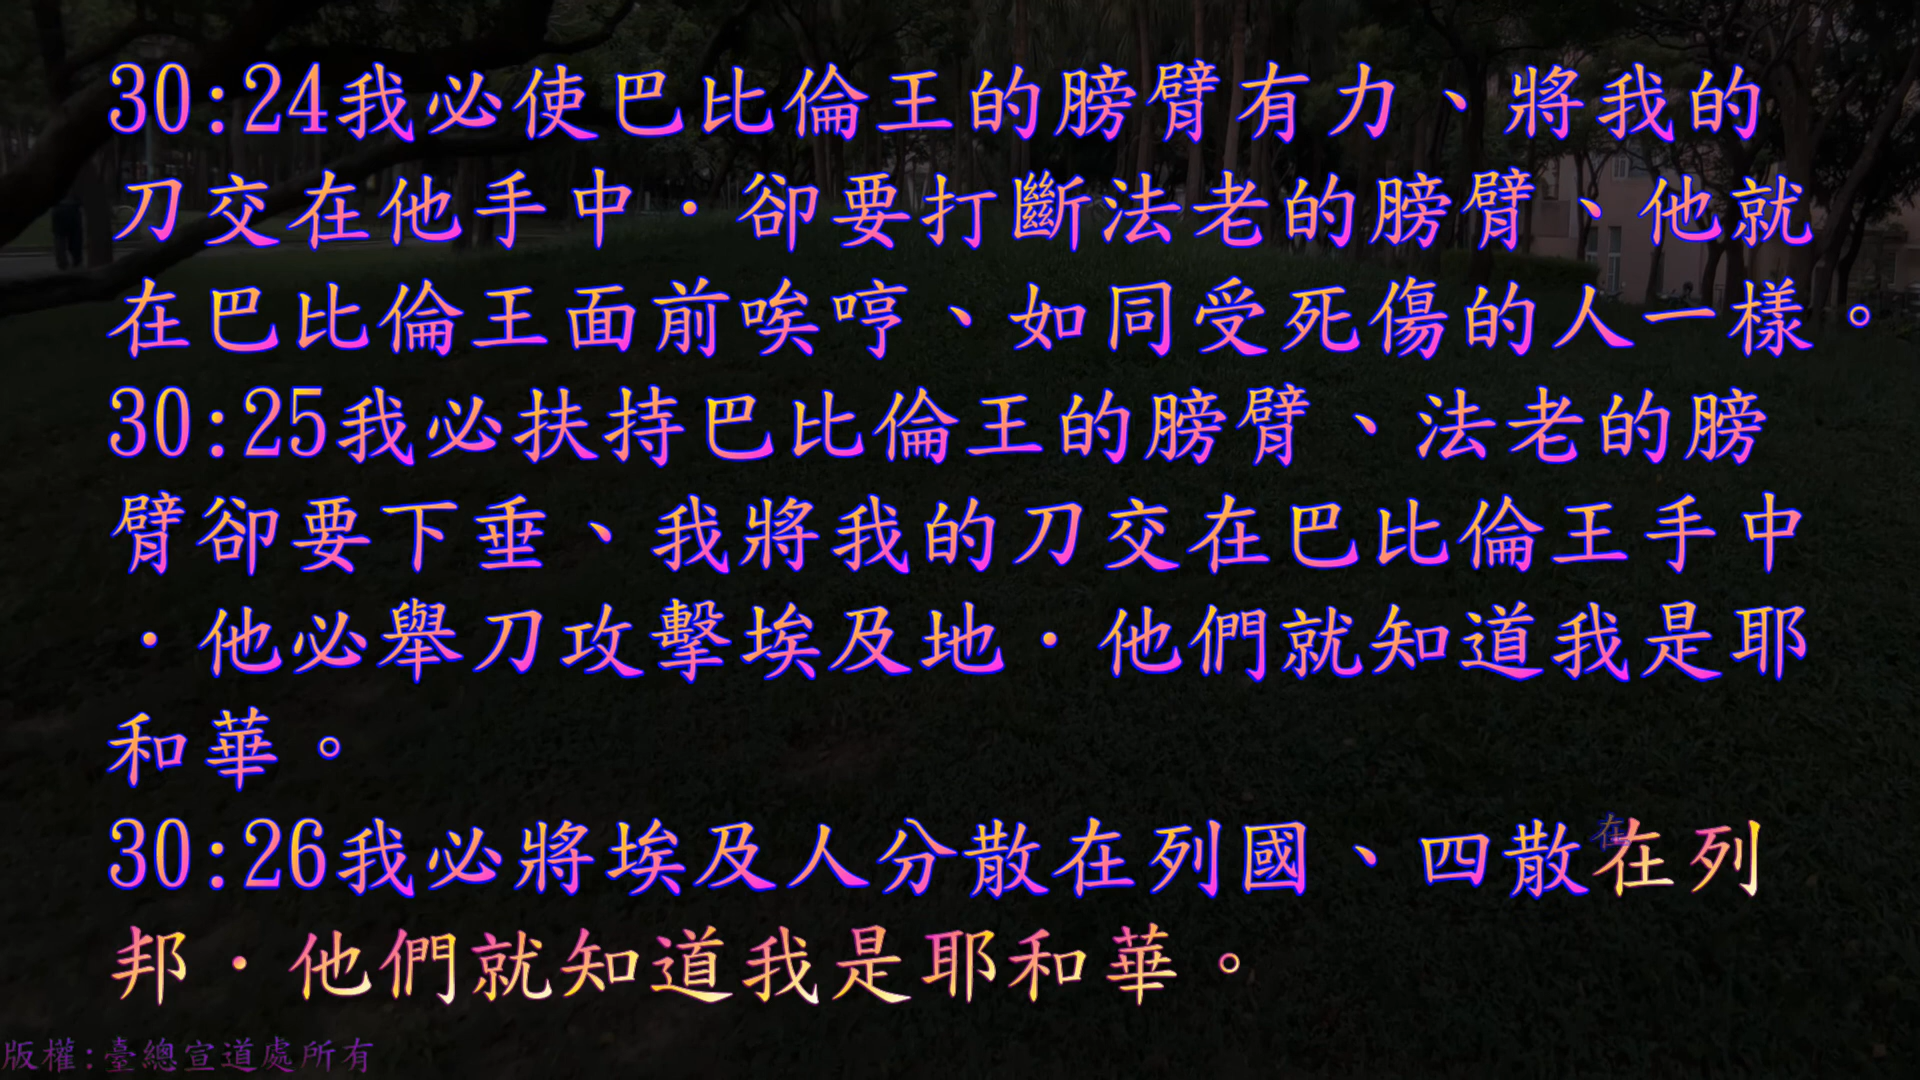 30:24我必使巴比倫王的膀臂有力、將我的
刀交在他手中．卻要打斷法老的膀臂、他就
在巴比倫王面前唉哼、如同受死傷的人一樣。
30:25我必扶持巴比倫王的膀臂、法老的膀
臂卻要下垂、我將我的刀交在巴比倫王手中
．他必舉刀攻擊埃及地．他們就知道我是耶
和華。
30:26我必將埃及人分散在列國、四散在列
邦．他們就知道我是耶和華。
版權:臺總宣道處所有